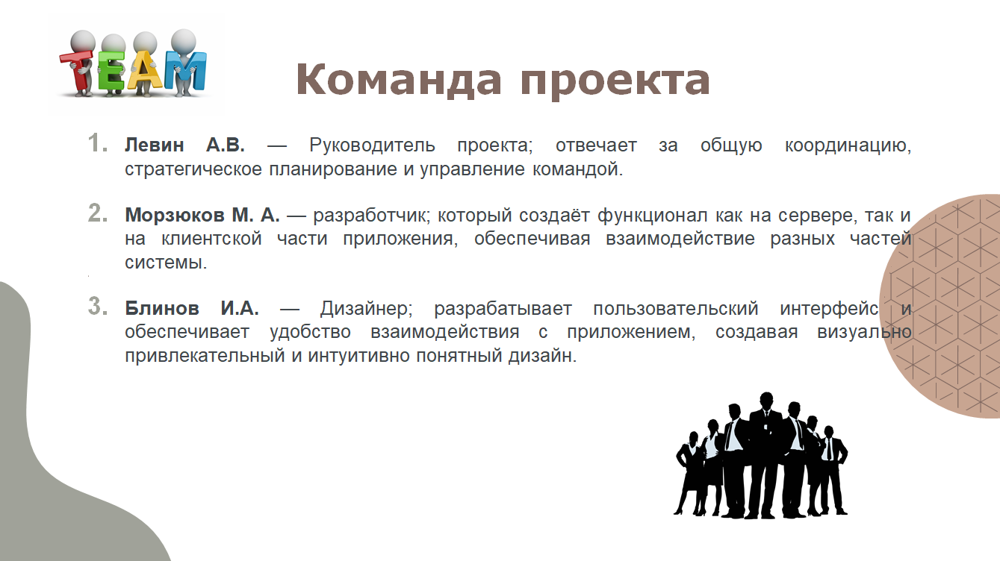 TEAM
Команда проекта
1. Левин А.В. — Руководитель проекта; отвечает за общую координацию,
стратегическое планирование и управление командой.
2. Морзюков М. А. — разработчик; который создаёт функционал как на сервере, так и
на клиентской части приложения, обеспечивая взаимодействие разных частей
системы.
3. Блинов И.А. — Дизайнер; разрабатывает пользовательский интерфейс и
обеспечивает удобство взаимодействия с приложением, создавая визуально
привлекательный и интуитивно понятный дизайн.